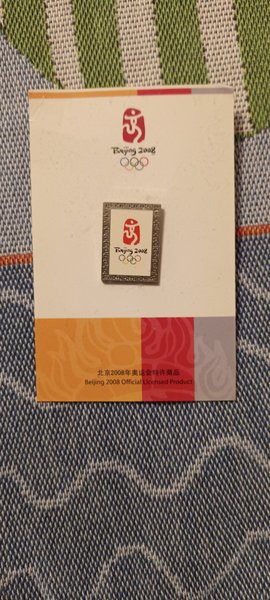 Beijing 2008
Beijing 2008
北京2008年奥运会特许商品
Beijing 2008 Official Licensed Product